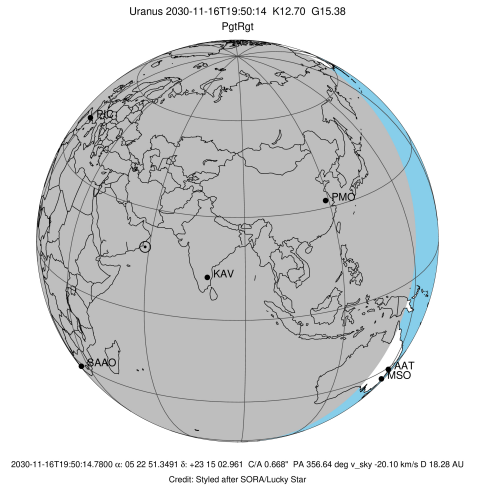 Uranus 2030-11-16T19:50:14 K12.70 G15.38
PgtRgt
PIC
PMO
KAV
SAAO
AAT
MSO
2030-11-16T19:50:14.7800 α: 05 22 51.3491 δ: +23 15 02.961 C/A 0.668" PA 356.64 deg v_sky -20.10 km/s D 18.28 AU
Credit: Styled after SORA/Lucky Star